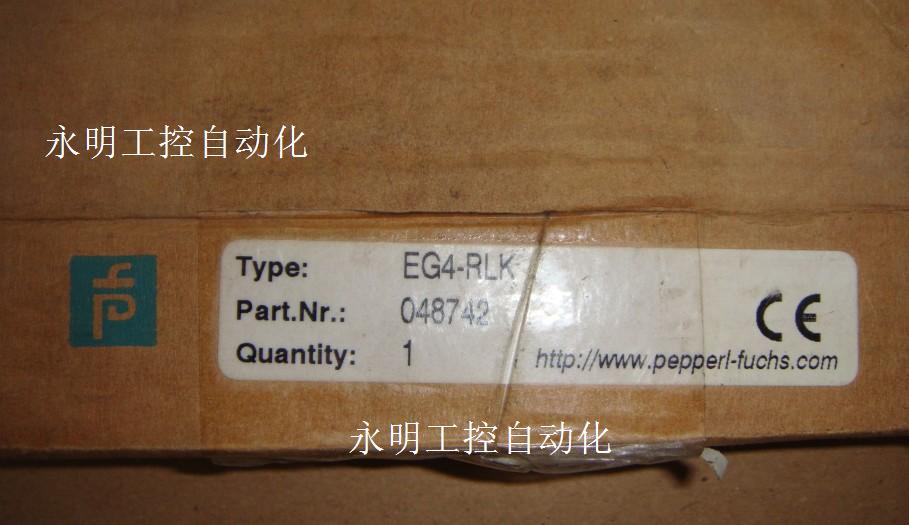 永明工控自动化
Type: EG4-RLK
Part.Nr.: 048742
Quantity: 1
CE
http://www.pepperl-fuchs.com
永明工控自动化